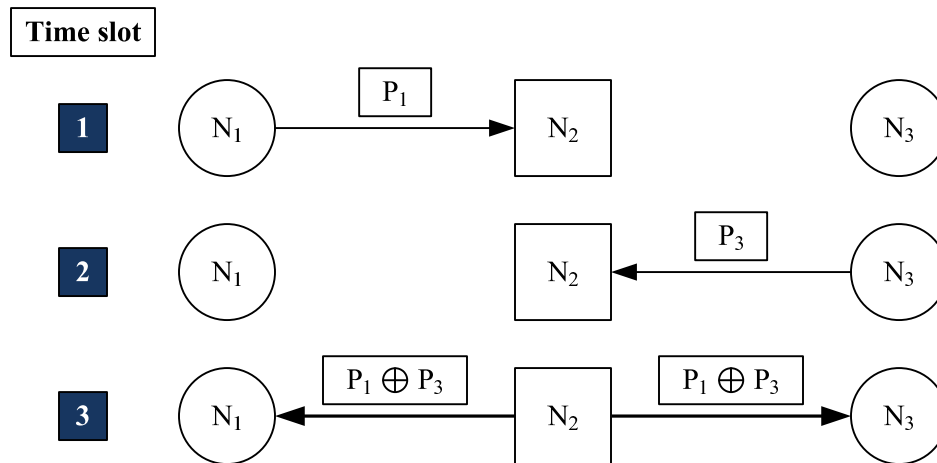 Time slot
P₁
1 N₁ N₂ N₃
P₃
2 N₁ N₂ N₃
P₁ ⊕ P₃ P₁ ⊕ P₃
3 N₁ N₂ N₃